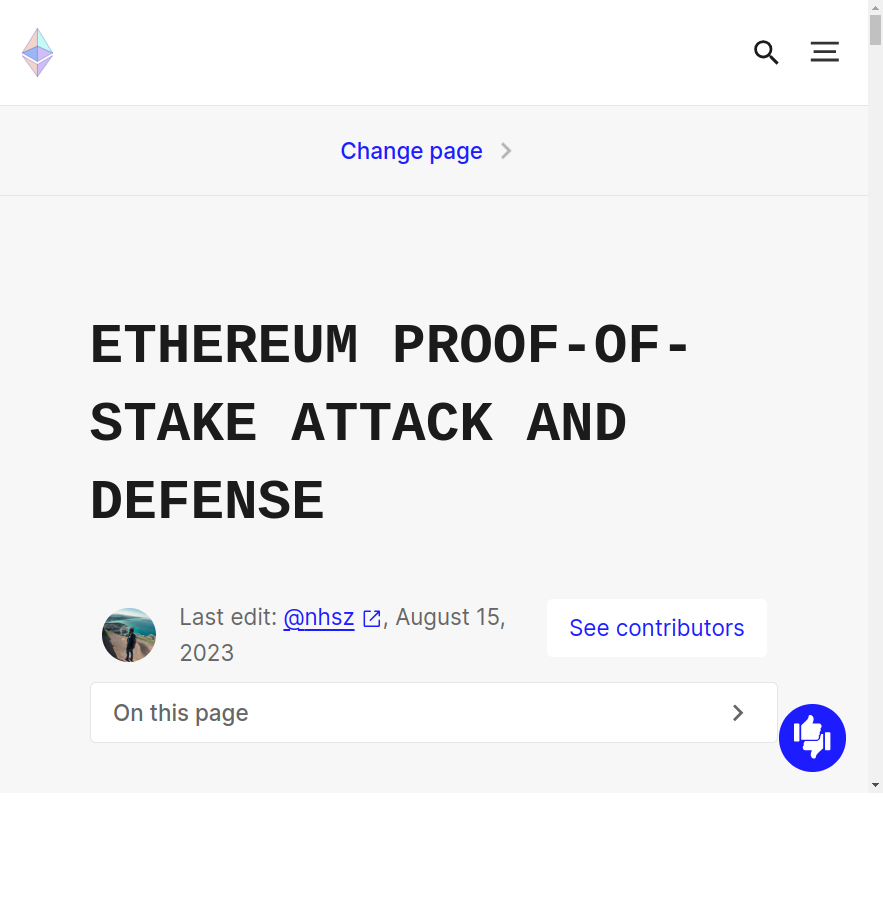 Change page
ETHEREUM PROOF-OF-
STAKE ATTACK AND
DEFENSE
Last edit: @nhsz , August 15,
2023
See contributors
On this page